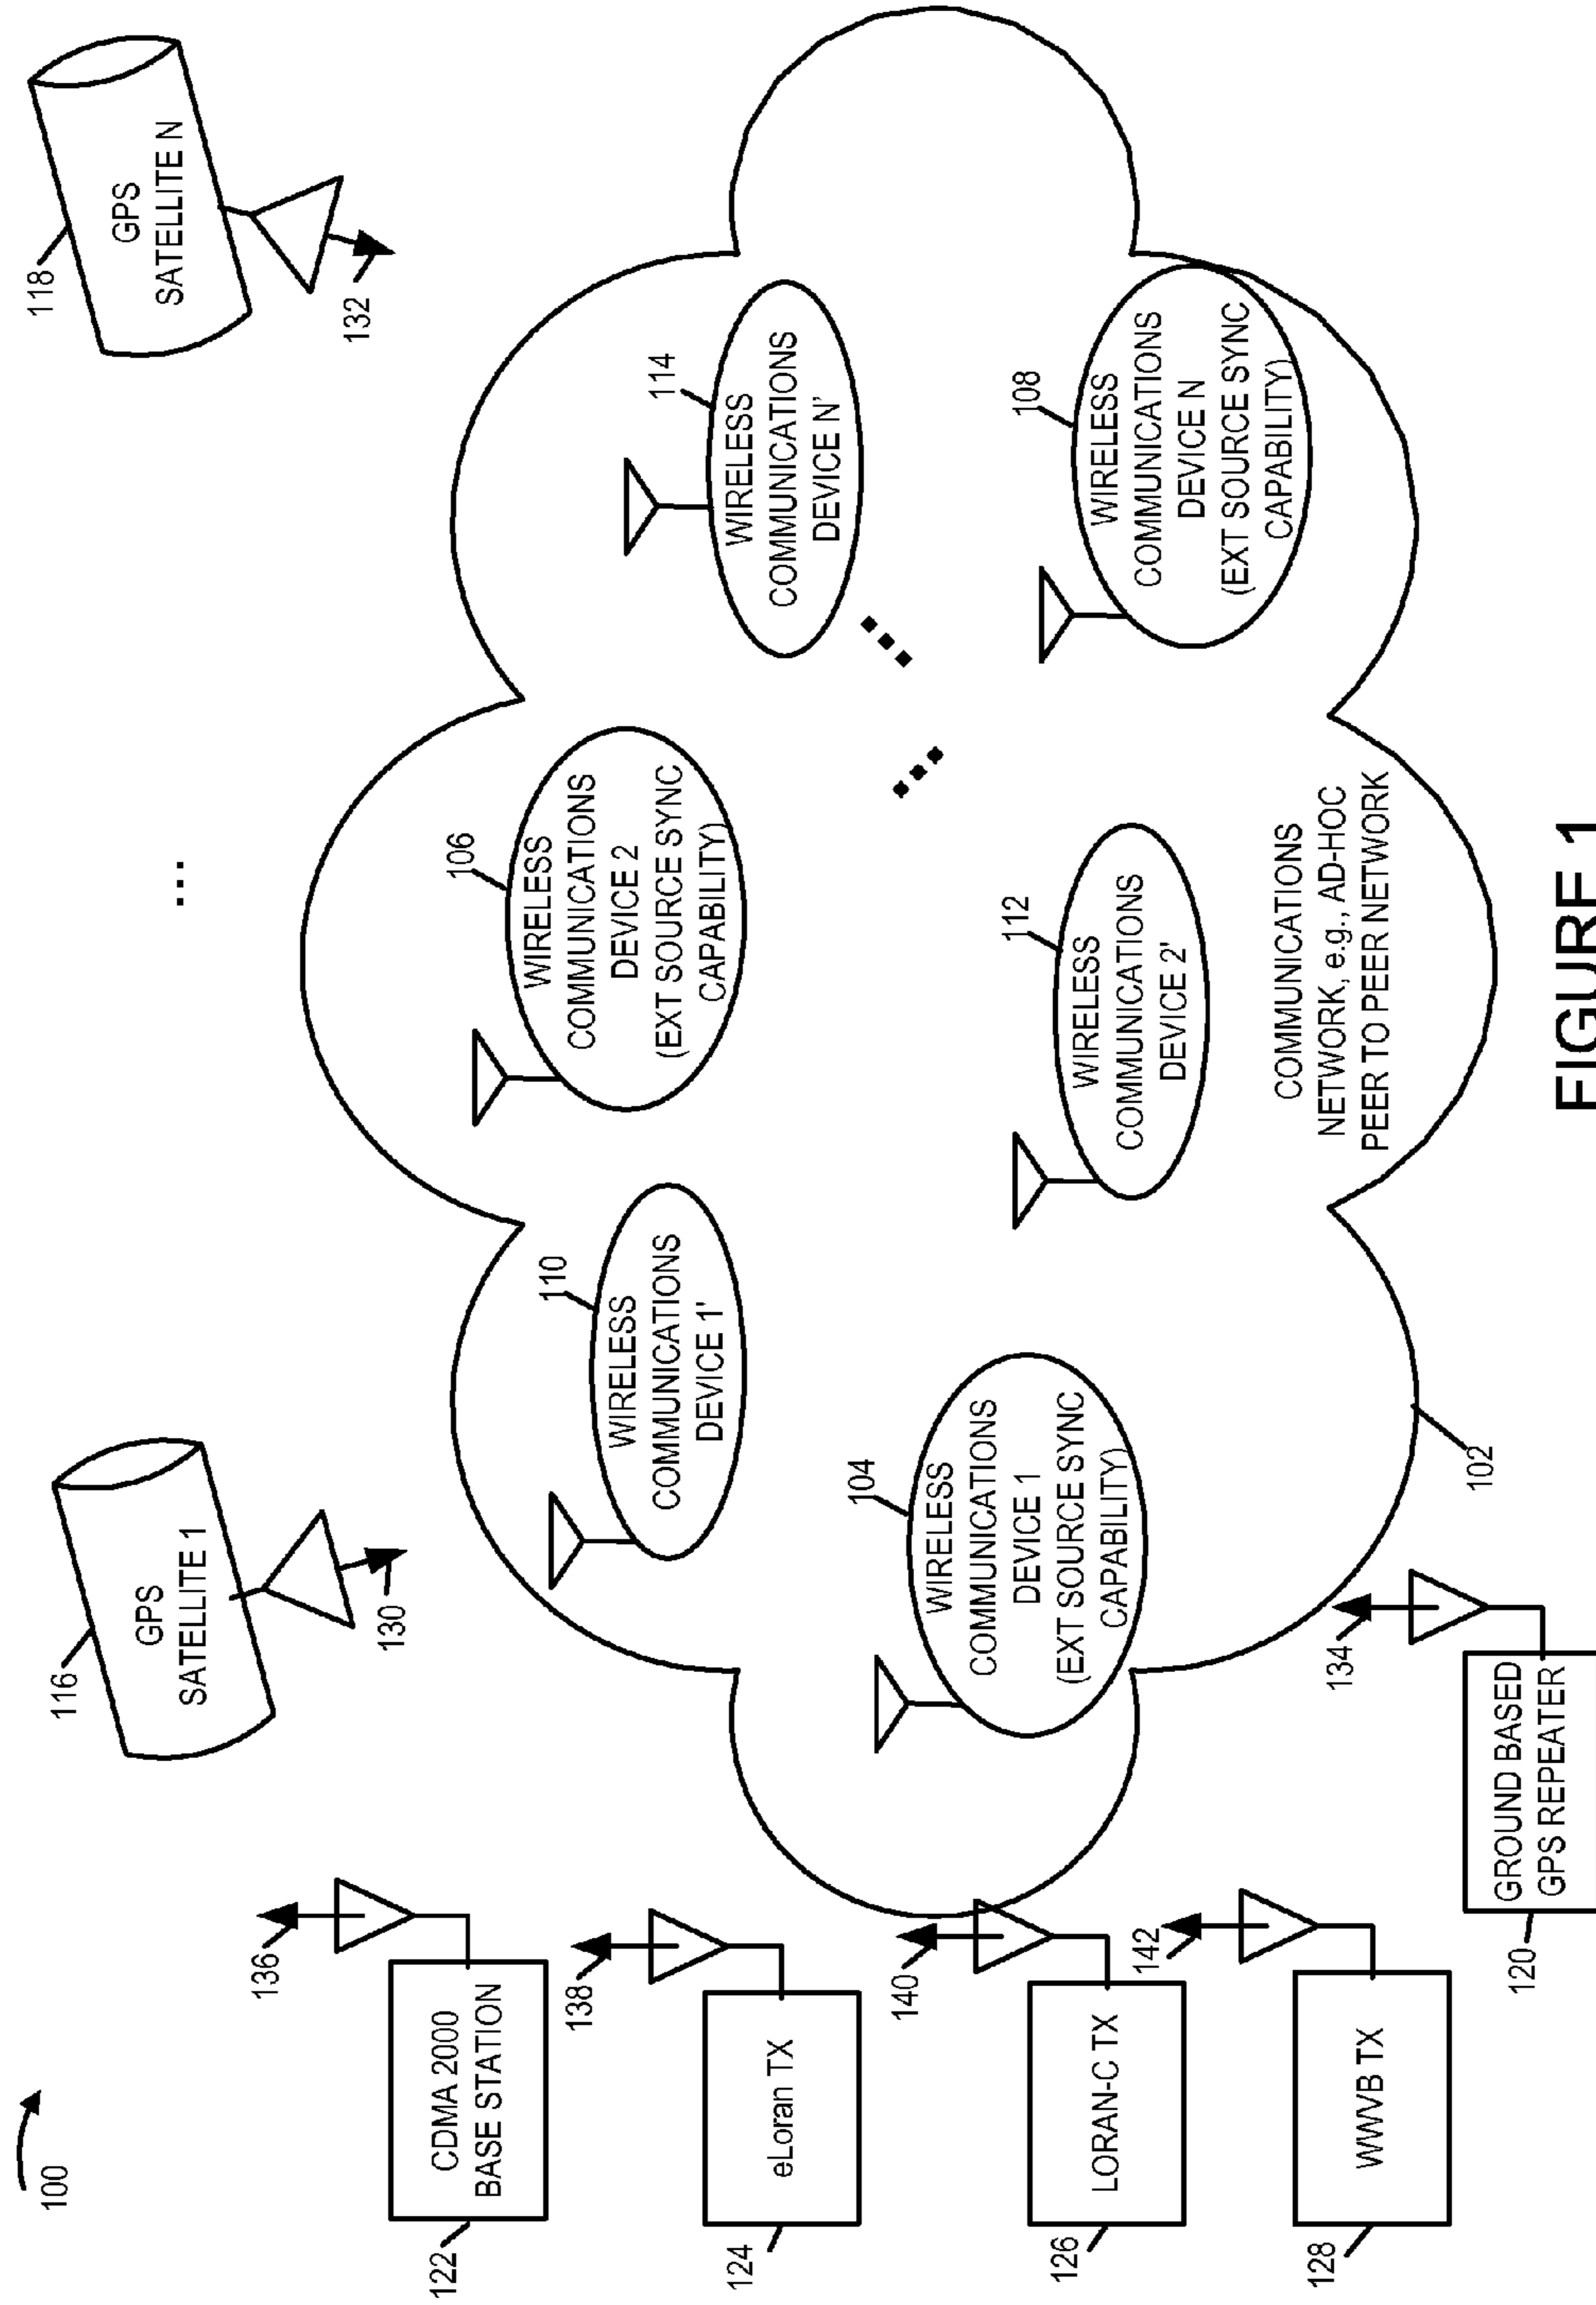 100
116
GPS
SATELLITE 1
130
...
118
GPS
SATELLITE N
132
122
CDMA 2000
BASE STATION
136
124
eLoran TX
138
126
LORAN-C TX
140
128
WWVB TX
142
120
GROUND BASED
GPS REPEATER
134
110
WIRELESS
COMMUNICATIONS
DEVICE 1'
106
WIRELESS
COMMUNICATIONS
DEVICE 2
(EXT SOURCE SYNC
CAPABILITY)
114
WIRELESS
COMMUNICATIONS
DEVICE N'
104
WIRELESS
COMMUNICATIONS
DEVICE 1
(EXT SOURCE SYNC
CAPABILITY)
112
WIRELESS
COMMUNICATIONS
DEVICE 2'
108
WIRELESS
COMMUNICATIONS
DEVICE N
(EXT SOURCE SYNC
CAPABILITY)
COMMUNICATIONS
NETWORK, e.g., AD-HOC
PEER TO PEER NETWORK
102
FIGURE 1